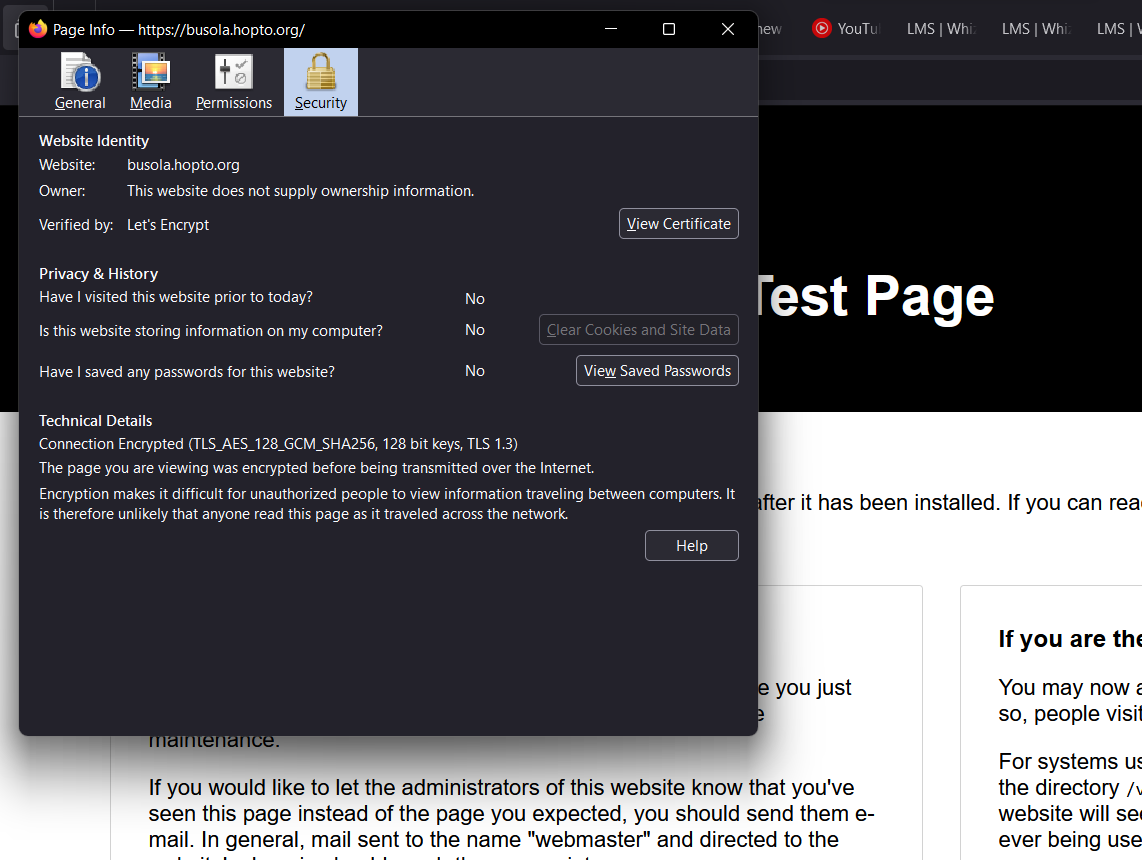 Page Info — https://busola.hopto.org/
new
YouTu
LMS | Whiz
LMS | Whiz
LMS | W
General
Media
Permissions
Security
Website Identity
Website: busola.hopto.org
Owner: This website does not supply ownership information.
Verified by: Let's Encrypt
View Certificate
Privacy & History
Have I visited this website prior to today? No
Is this website storing information on my computer? No
Clear Cookies and Site Data
Have I saved any passwords for this website? No
View Saved Passwords
Technical Details
Connection Encrypted (TLS_AES_128_GCM_SHA256, 128 bit keys, TLS 1.3)
The page you are viewing was encrypted before being transmitted over the Internet.
Encryption makes it difficult for unauthorized people to view information traveling between computers. It
is therefore unlikely that anyone read this page as it traveled across the network.
Help
Test Page
after it has been installed. If you can rea
e you just
e
maintenance.
If you would like to let the administrators of this website know that you've
seen this page instead of the page you expected, you should send them e-
mail. In general, mail sent to the name "webmaster" and directed to the
If you are the
You may now a
so, people visit
For systems us
the directory /v
website will see
ever being use